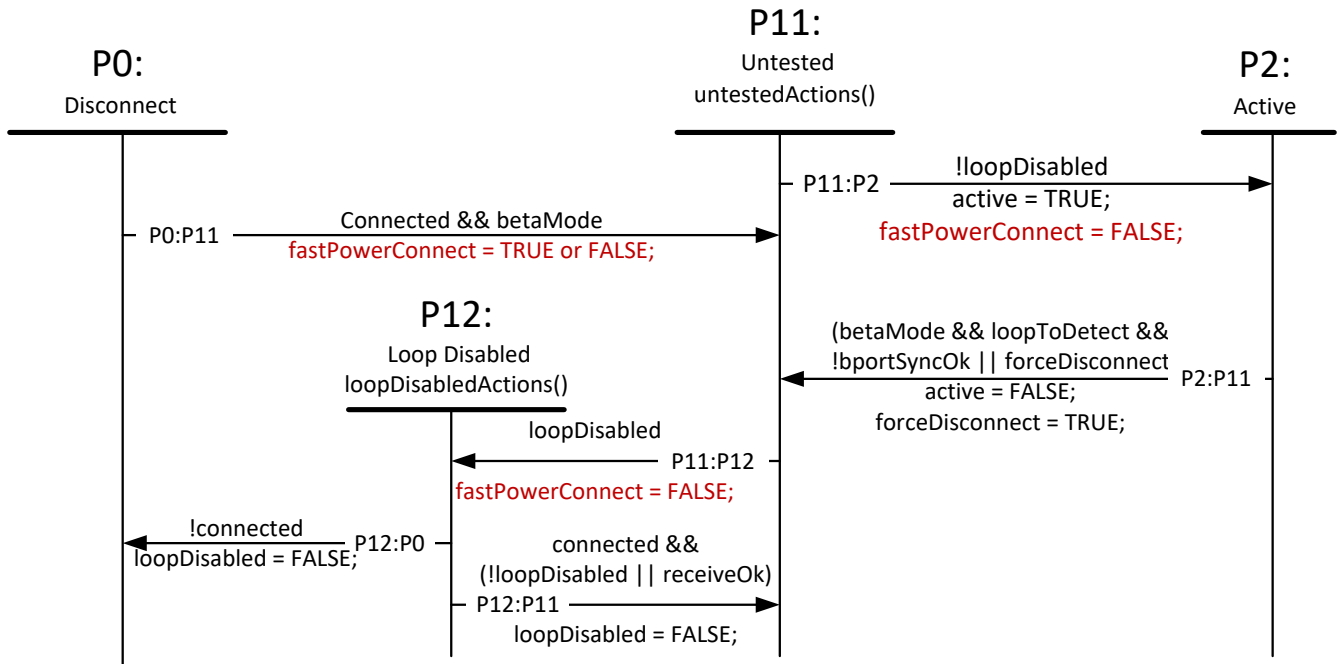 P0:
Disconnect
P11:
Untested
untestedActions()
P2:
Active
P11:P2
!loopDisabled
active = TRUE;
fastPowerConnect = FALSE;
P0:P11
Connected && betaMode
fastPowerConnect = TRUE or FALSE;
P12:
Loop Disabled
loopDisabledActions()
(betaMode && loopToDetect &&
!bportSyncOk || forceDisconnect
P2:P11
active = FALSE;
forceDisconnect = TRUE;
loopDisabled
P11:P12
fastPowerConnect = FALSE;
!connected
P12:P0
loopDisabled = FALSE;
connected &&
(!loopDisabled || receiveOk)
P12:P11
loopDisabled = FALSE;